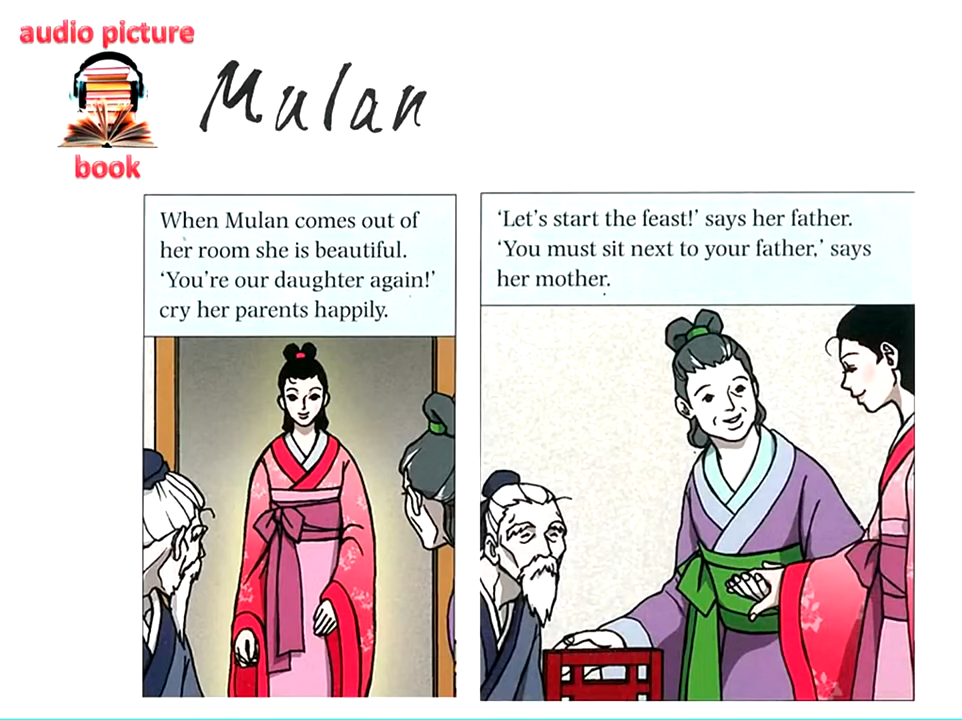 audio picture
book
Mulan
When Mulan comes out of
her room she is beautiful.
‘You’re our daughter again!’
cry her parents happily.
‘Let’s start the feast!’ says her father.
‘You must sit next to your father,’ says
her mother.